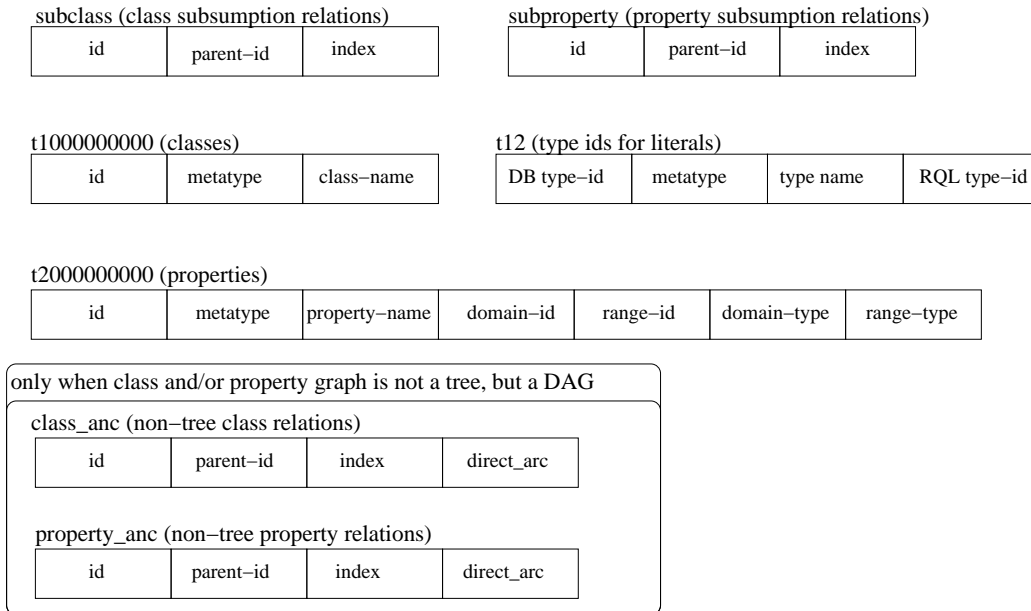 subclass (class subsumption relations)
subproperty (property subsumption relations)
id parent−id index
id parent−id index
t1000000000 (classes)
t12 (type ids for literals)
id metatype class−name
DB type−id metatype type name RQL type−id
t2000000000 (properties)
id metatype property−name domain−id range−id domain−type range−type
only when class and/or property graph is not a tree, but a DAG
class_anc (non−tree class relations)
id parent−id index direct_arc
property_anc (non−tree property relations)
id parent−id index direct_arc